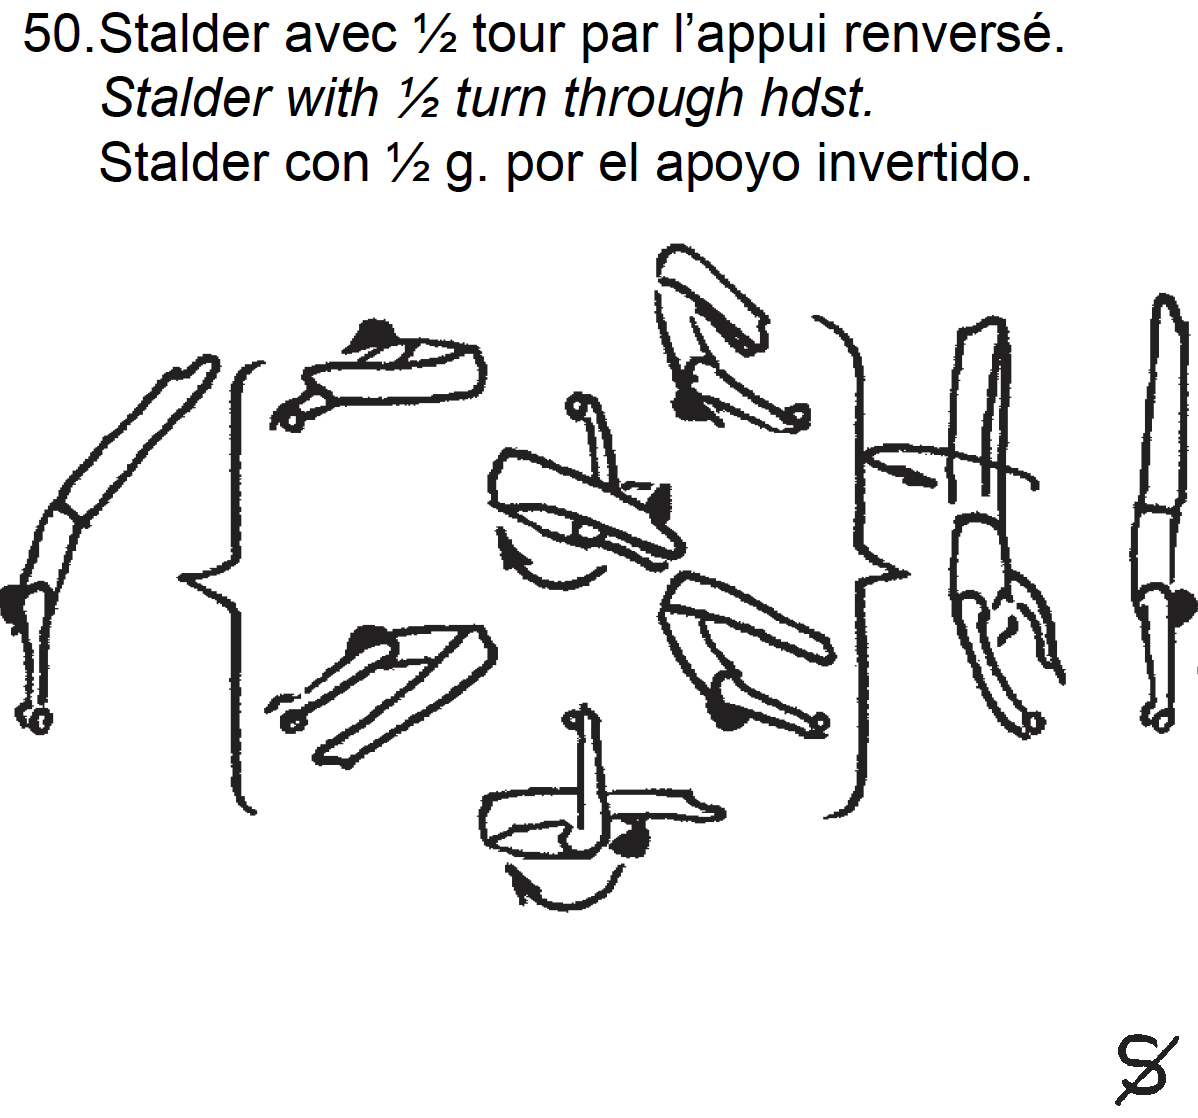 50.Stalder avec ½ tour par l’appui renversé.
Stalder with ½ turn through hdst.
Stalder con ½ g. por el apoyo invertido.